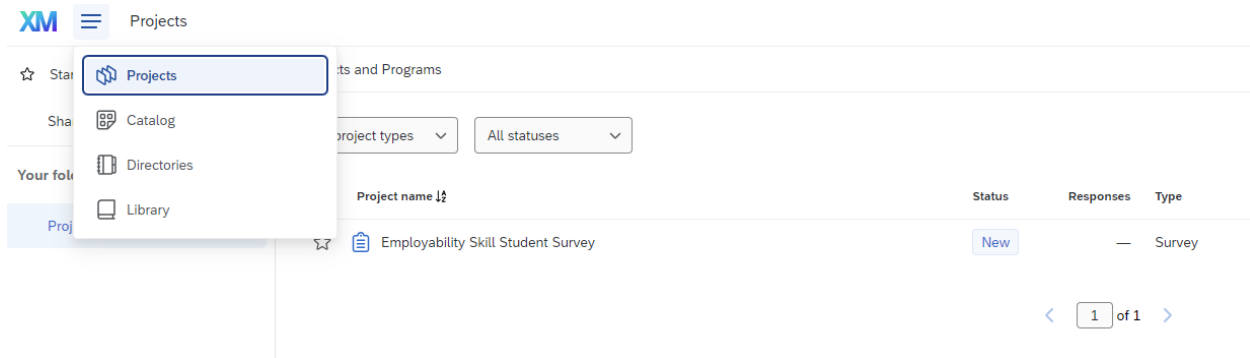 XM Projects
Projects
Catalog
Directories
Library
Star
Sha
Your fol
Proj
ts and Programs
project types
All statuses
Project name
Status
Responses
Type
Employability Skill Student Survey
New
—
Survey
1 of 1